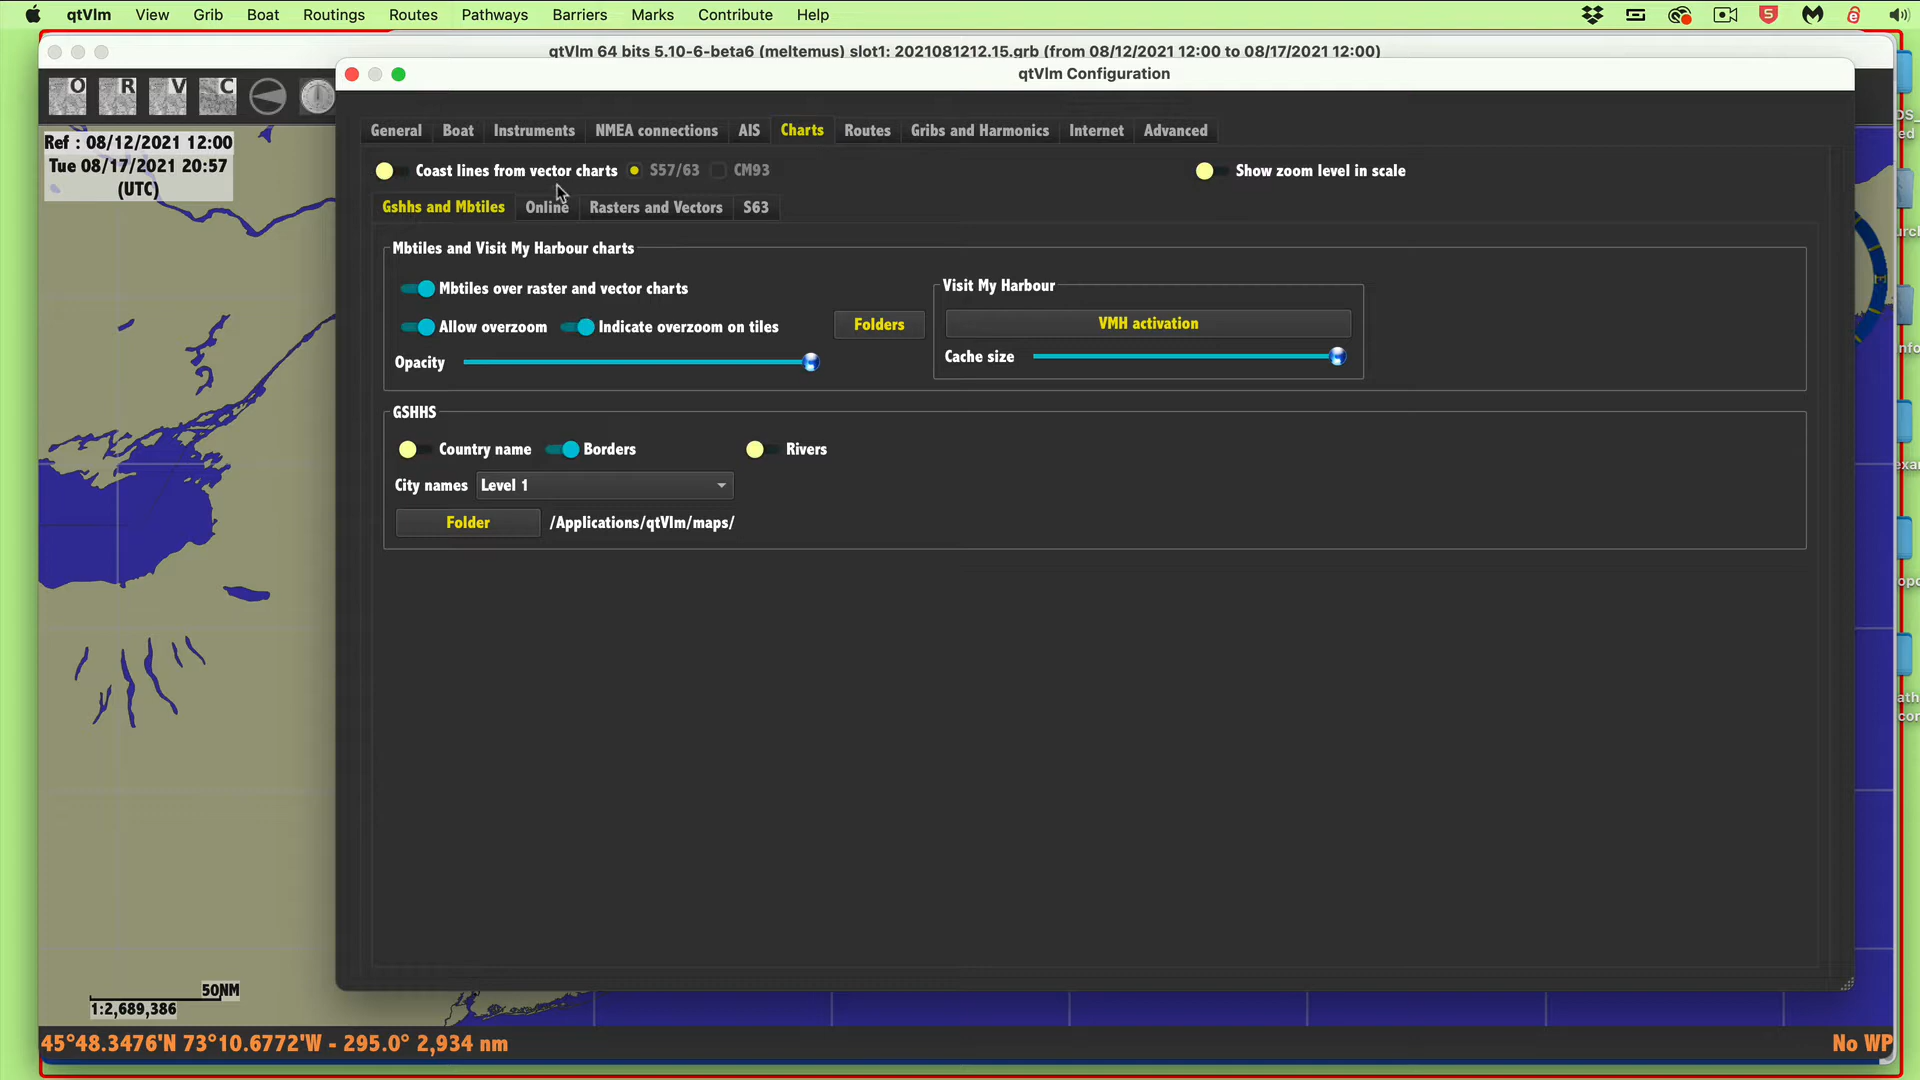 qtVlm View Grib Boat Routings Routes Pathways Barriers Marks Contribute Help
qtVlm 64 bits 5.10-6-beta6 (meltemus) slot1: 2021081212.15.grb (from 08/12/2021 12:00 to 08/17/2021 12:00)
qtVlm Configuration
O R V C
General Boat Instruments NMEA connections AIS Charts Routes Gribs and Harmonics Internet Advanced
Ref : 08/12/2021 12:00
Tue 08/17/2021 20:57
(UTC)
Coast lines from vector charts S57/63 CM93 Show zoom level in scale
Gshhs and Mbtiles Online Rasters and Vectors S63
Mbtiles and Visit My Harbour charts
Mbtiles over raster and vector charts
Visit My Harbour
Allow overzoom Indicate overzoom on tiles Folders VMH activation
Opacity Cache size
GSHHS
Country name Borders Rivers
City names Level 1
Folder /Applications/qtVlm/maps/
50NM
1:2,689,386
45°48.3476'N 73°10.6772'W - 295.0° 2,934 nm No WP